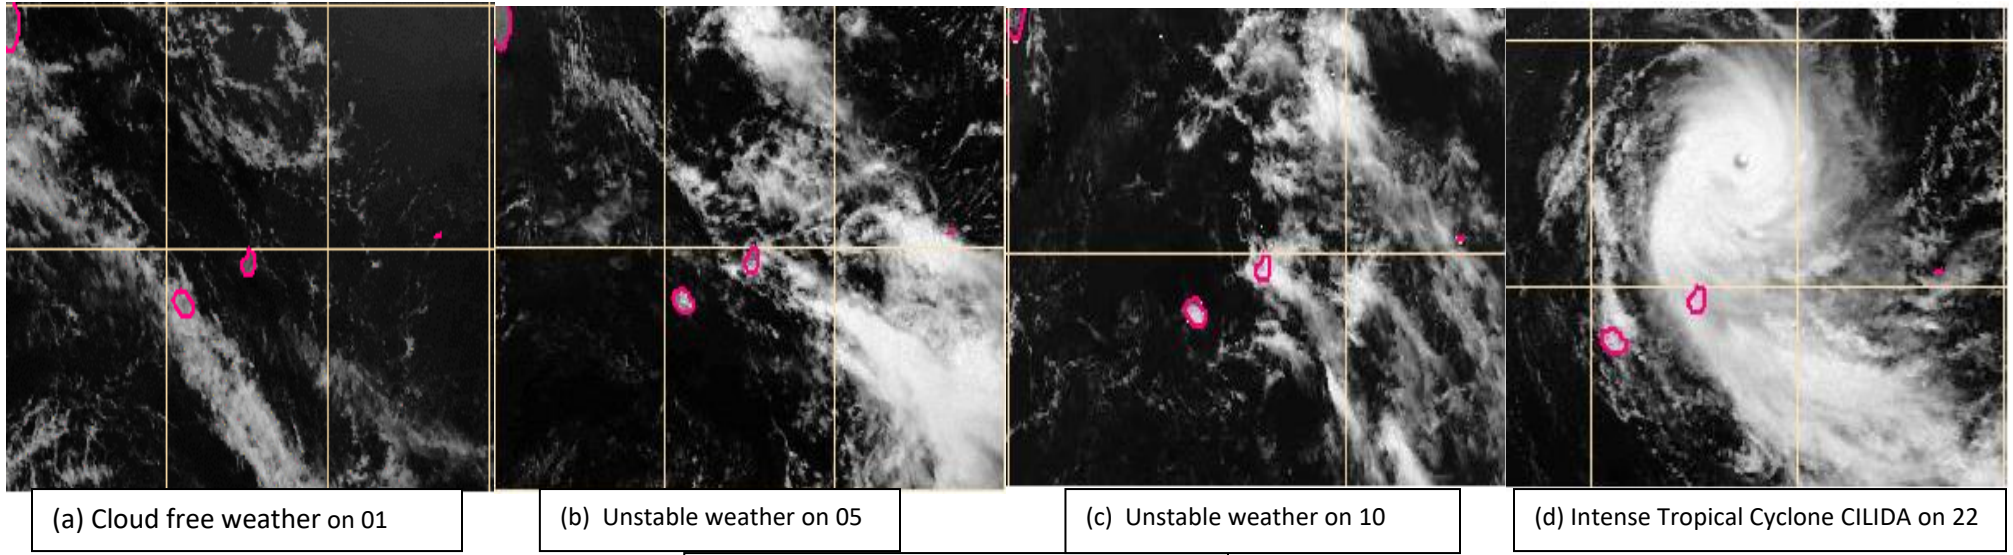 (a) Cloud free weather on 01
(b) Unstable weather on 05
(c) Unstable weather on 10
(d) Intense Tropical Cyclone CILIDA on 22